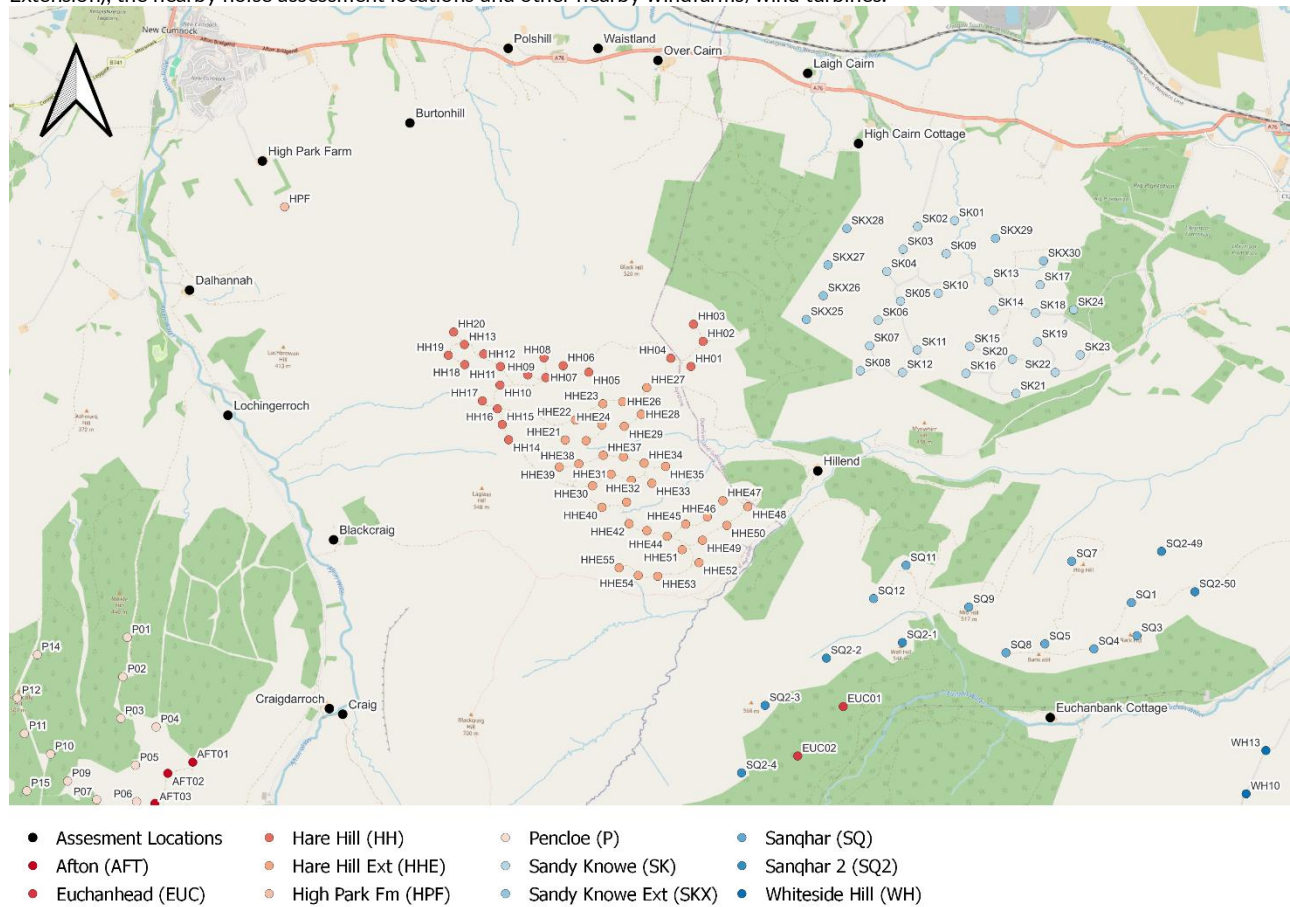 Extension), the nearby noise assessment locations and other nearby windfarms/wind turbines.
New Cumnock
Polshill
Waistland
Over Cairn
A76
B741
Afton Bridgend
Laigh Cairn
A76
Burtonhill
High Cairn Cottage
A76
High Park Farm
HPF
SK01
SK02
SKX28
SKX29
SK03
SK09
SKX27
SKX30
SK04
SK13
SK17
Dalhannah
SKX26
SK05
SK10
SK14
SK18
SK24
SKX25
SK06
HH03
HH20
HH02
HH13
SK07
SK11
SK15
SK19
HH19
HH12
HH08
HH06
HH04
HH01
SK20
SK23
HH18
HH11
HH09
HH07
HH05
SK08
SK12
SK16
SK22
HHE27
SK21
HH17
HH10
HHE23
HHE26
Lochingerroch
HH16
HH15
HHE22
HHE24
HHE28
HH14
HHE21
HHE29
HHE38
HHE37
HHE34
Hillend
HHE39
HHE31
HHE35
HHE30
HHE32
HHE33
HHE47
HHE40
HHE45
HHE46
HHE48
Blackcraig
HHE42
HHE44
HHE50
HHE51
HHE49
SQ11
SQ7
SQ2-49
HHE55
HHE52
HHE54
HHE53
SQ12
SQ9
SQ1
SQ2-50
P01
P14
SQ2-1
SQ5
SQ3
SQ2-2
SQ8
SQ4
P02
P12
Craigdarroch
Craig
SQ2-3
EUC01
Euchanbank Cottage
P03
P04
P11
P10
P05
AFT01
EUC02
WH13
P09
AFT02
SQ2-4
P15
P07
P06
AFT03
WH10
Assesment Locations
Hare Hill (HH)
Pencloe (P)
Sanqhar (SQ)
Afton (AFT)
Hare Hill Ext (HHE)
Sandy Knowe (SK)
Sanqhar 2 (SQ2)
Euchanhead (EUC)
High Park Fm (HPF)
Sandy Knowe Ext (SKX)
Whiteside Hill (WH)